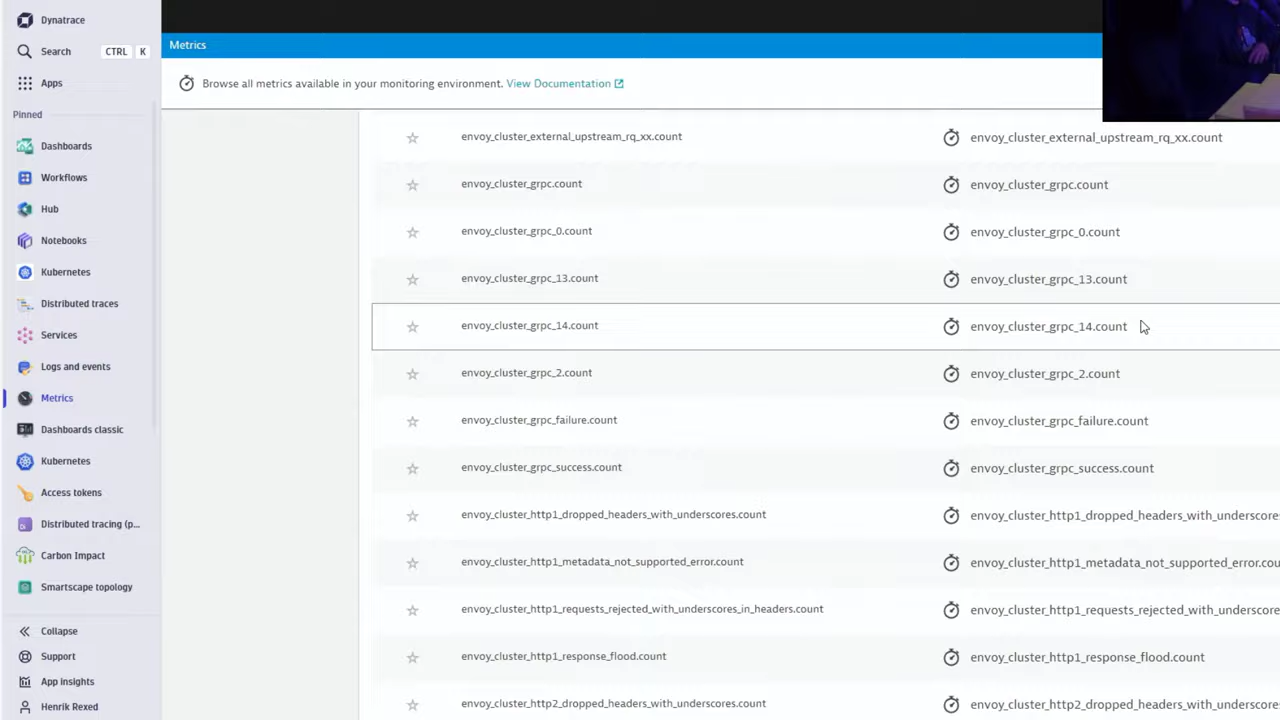 Dynatrace
Search CTRL K
Apps
Pinned
Dashboards
Workflows
Hub
Notebooks
Kubernetes
Distributed traces
Services
Logs and events
Metrics
Dashboards classic
Kubernetes
Access tokens
Distributed tracing (p...
Carbon Impact
Smartscape topology
Collapse
Support
App insights
Henrik Rexed
Metrics
Browse all metrics available in your monitoring environment. View Documentation
envoy_cluster_external_upstream_rq_xx.count envoy_cluster_external_upstream_rq_xx.count
envoy_cluster_grpc.count envoy_cluster_grpc.count
envoy_cluster_grpc_0.count envoy_cluster_grpc_0.count
envoy_cluster_grpc_13.count envoy_cluster_grpc_13.count
envoy_cluster_grpc_14.count envoy_cluster_grpc_14.count
envoy_cluster_grpc_2.count envoy_cluster_grpc_2.count
envoy_cluster_grpc_failure.count envoy_cluster_grpc_failure.count
envoy_cluster_grpc_success.count envoy_cluster_grpc_success.count
envoy_cluster_http1_dropped_headers_with_underscores.count envoy_cluster_http1_dropped_headers_with_underscores
envoy_cluster_http1_metadata_not_supported_error.count envoy_cluster_http1_metadata_not_supported_error.cou
envoy_cluster_http1_requests_rejected_with_underscores_in_headers.count envoy_cluster_http1_requests_rejected_with_underscore
envoy_cluster_http1_response_flood.count envoy_cluster_http1_response_flood.count
envoy_cluster_http2_dropped_headers_with_underscores.count envoy_cluster_http2_dropped_headers_with_underscores